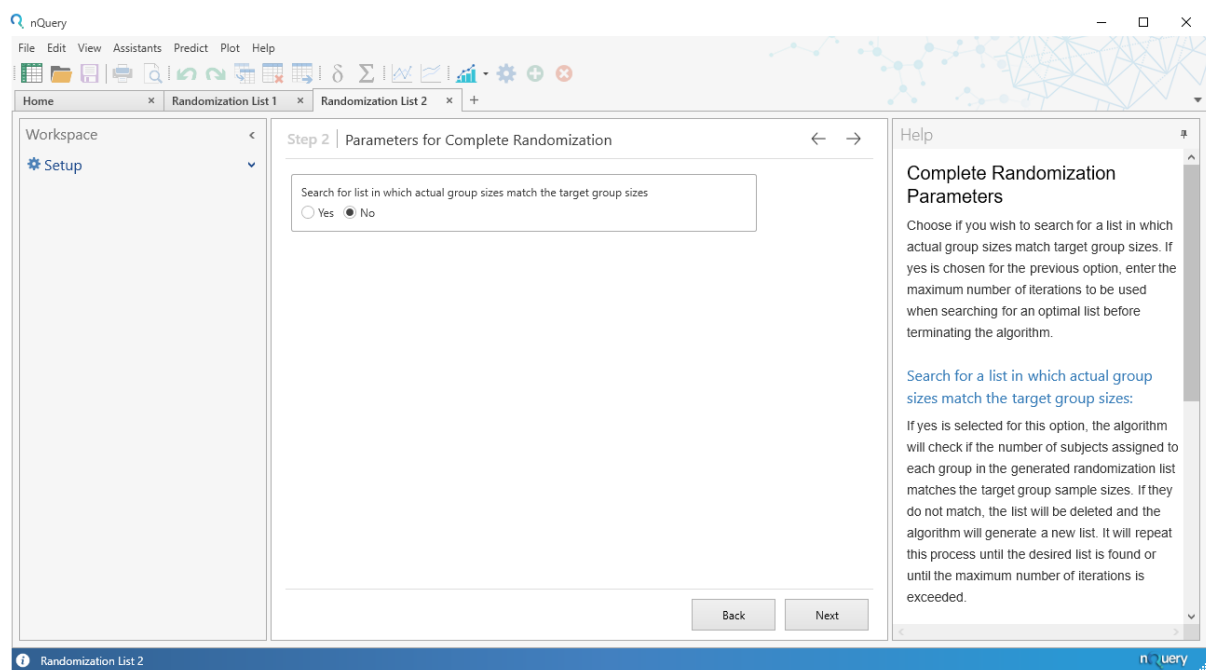 nQuery
File Edit View Assistants Predict Plot Help
Home × Randomization List 1 × Randomization List 2 × +
Workspace
Setup
Step 2 | Parameters for Complete Randomization
Search for list in which actual group sizes match the target group sizes
Yes No
Back Next
Help
Complete Randomization
Parameters
Choose if you wish to search for a list in which
actual group sizes match target group sizes. If
yes is chosen for the previous option, enter the
maximum number of iterations to be used
when searching for an optimal list before
terminating the algorithm.
Search for a list in which actual group
sizes match the target group sizes:
If yes is selected for this option, the algorithm
will check if the number of subjects assigned to
each group in the generated randomization list
matches the target group sample sizes. If they
do not match, the list will be deleted and the
algorithm will generate a new list. It will repeat
this process until the desired list is found or
until the maximum number of iterations is
exceeded.
Randomization List 2
nQuery